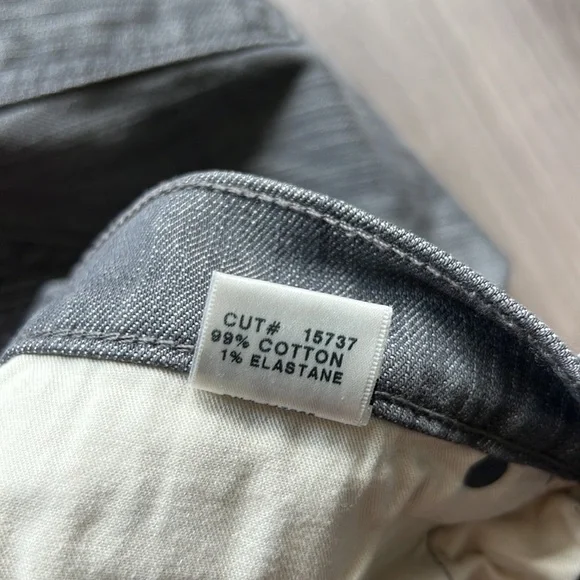 CUT# 15737
99% COTTON
1% ELASTANE